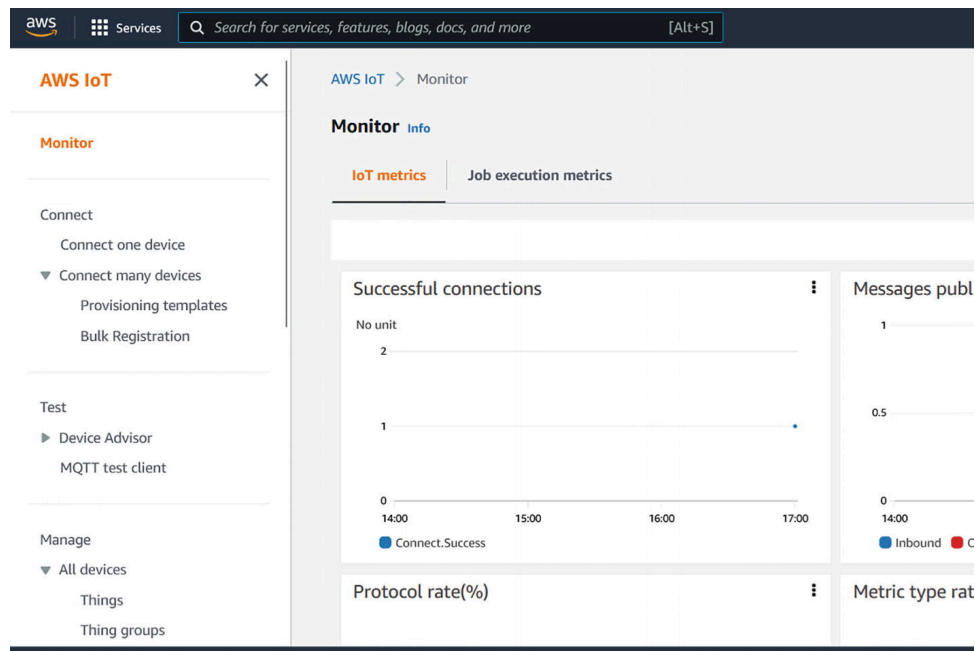 aws
Services
Search for services, features, blogs, docs, and more
[Alt+S]
AWS IoT
Monitor
Connect
Connect one device
Connect many devices
Provisioning templates
Bulk Registration
Test
Device Advisor
MQTT test client
Manage
All devices
Things
Thing groups
AWS IoT > Monitor
Monitor Info
IoT metrics
Job execution metrics
Successful connections
No unit
2
1
0
14:00 15:00 16:00 17:00
Connect.Success
Messages publ
1
0.5
0
14:00
Inbound
Protocol rate(%)
Metric type rat